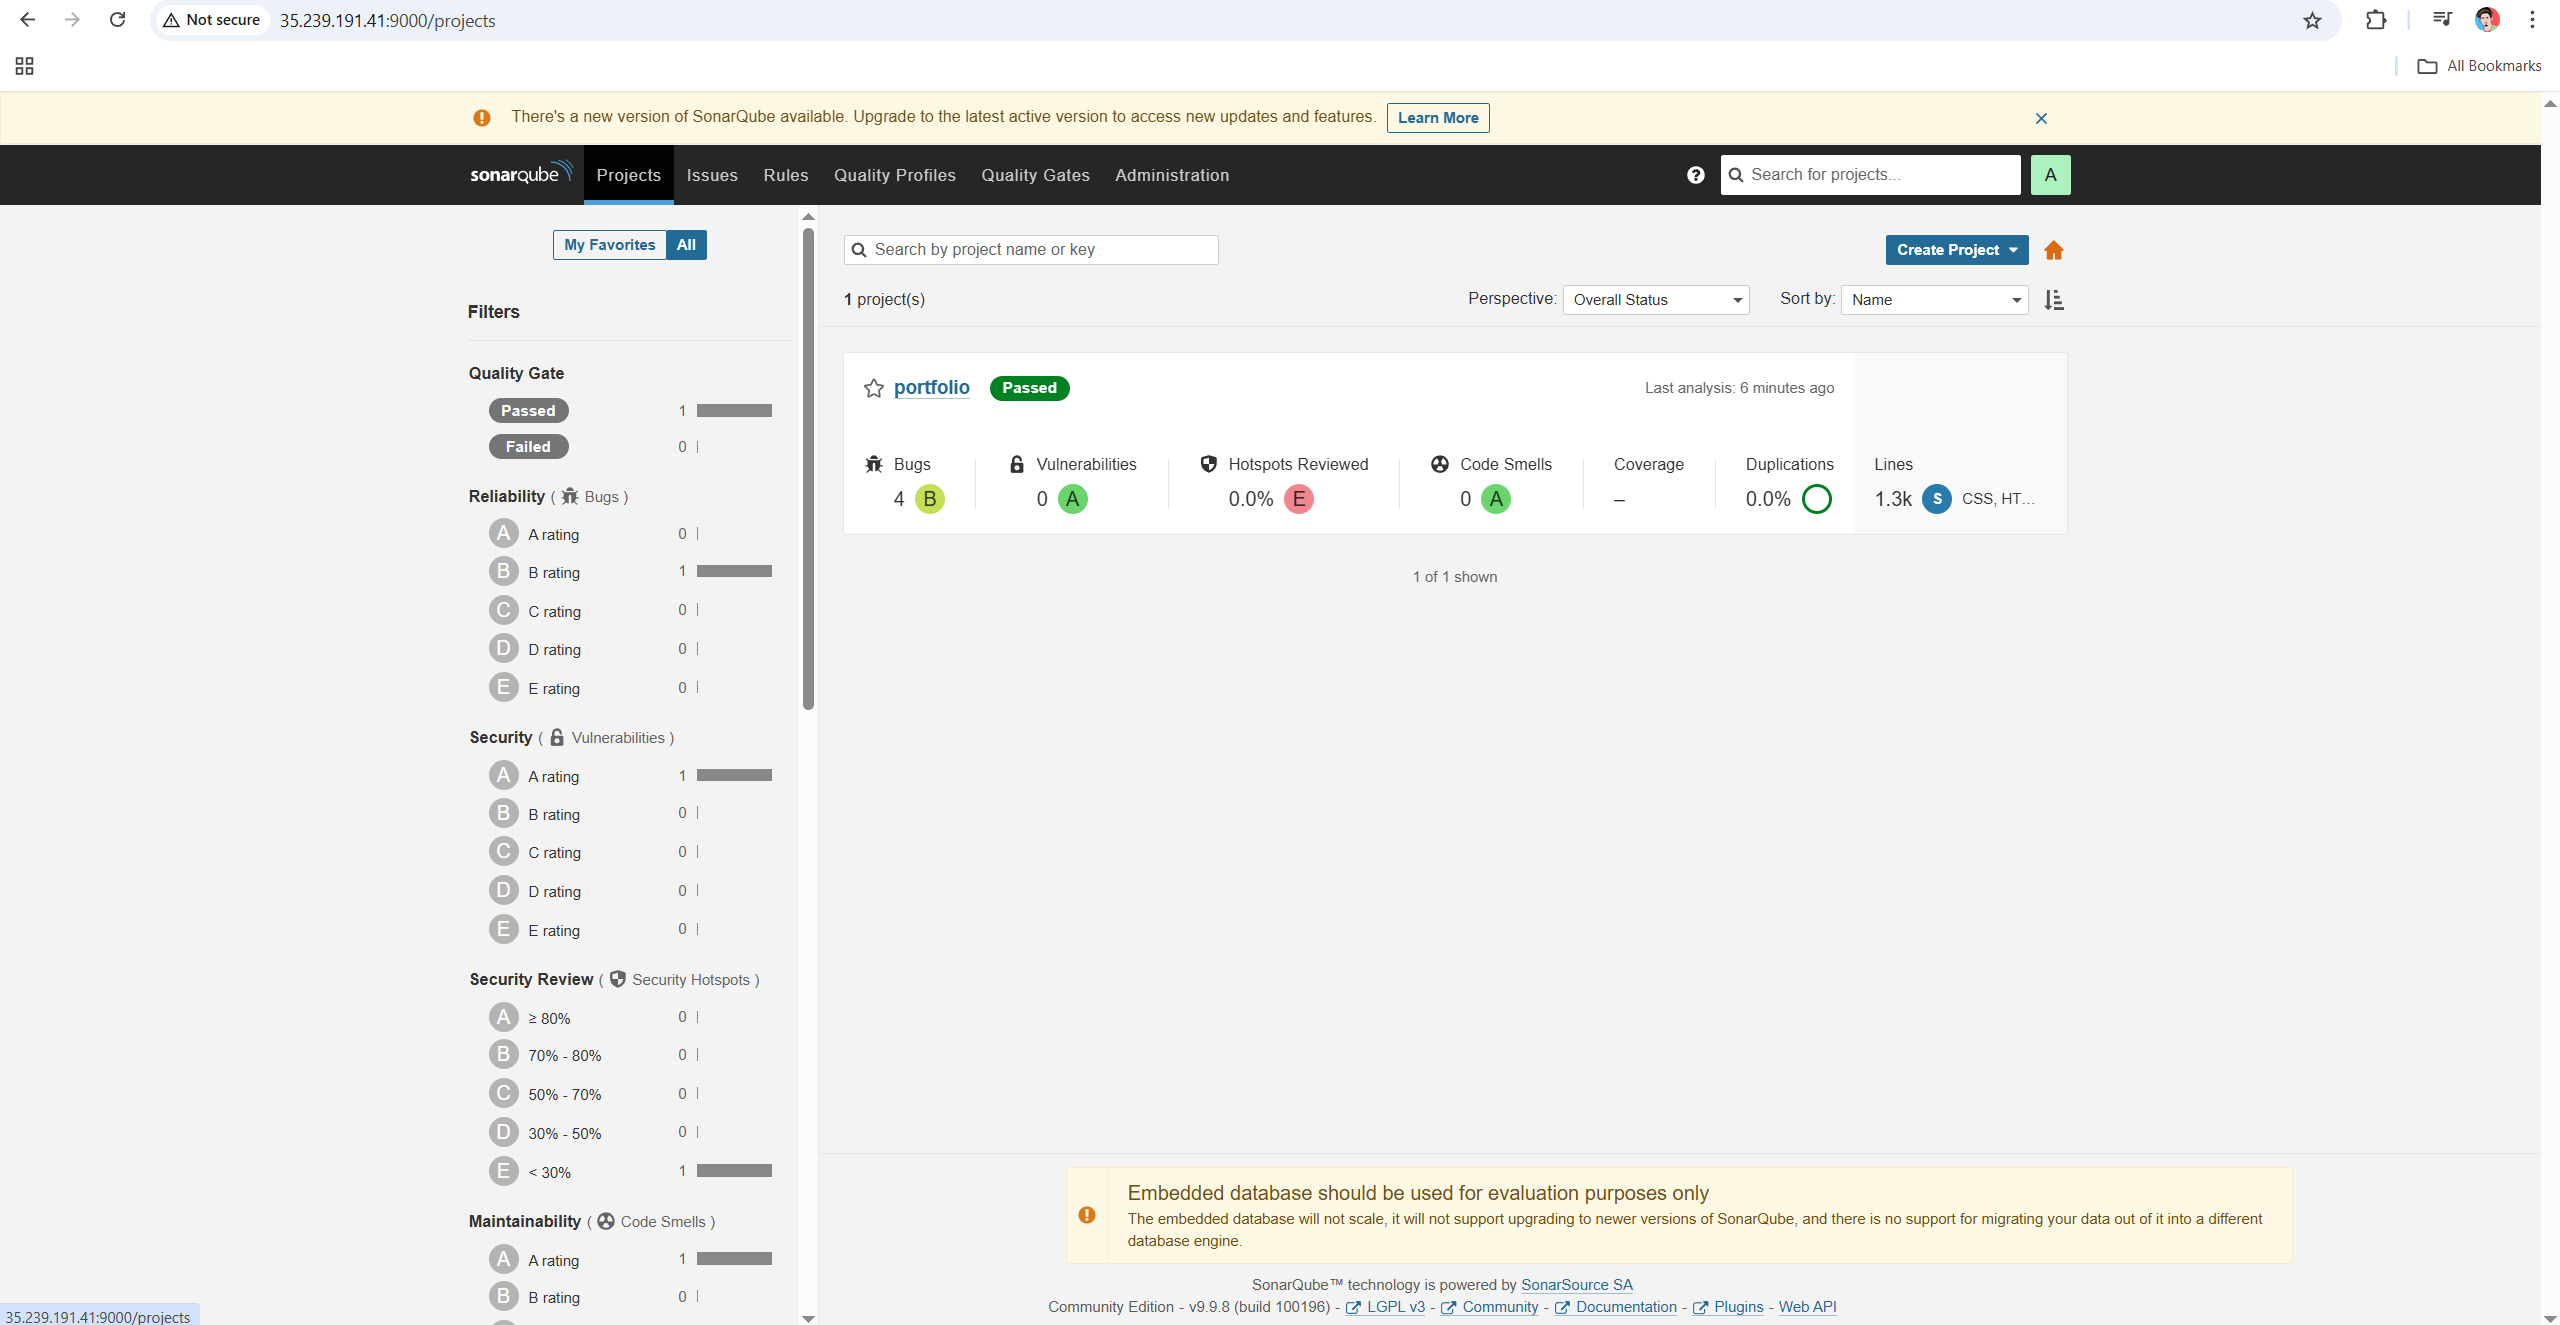 Not secure 35.239.191.41:9000/projects
All Bookmarks
There's a new version of SonarQube available. Upgrade to the latest active version to access new updates and features. Learn More
sonarqube Projects Issues Rules Quality Profiles Quality Gates Administration Search for projects... A
My Favorites All
Filters
Quality Gate
Passed 1
Failed 0
Reliability ( Bugs )
A A rating 0
B B rating 1
C C rating 0
D D rating 0
E E rating 0
Security ( Vulnerabilities )
A A rating 1
B B rating 0
C C rating 0
D D rating 0
E E rating 0
Security Review ( Security Hotspots )
A ≥ 80% 0
B 70% - 80% 0
C 50% - 70% 0
D 30% - 50% 0
E < 30% 1
Maintainability ( Code Smells )
A A rating 1
B B rating 0
Search by project name or key Create Project
1 project(s) Perspective: Overall Status Sort by: Name
portfolio Passed Last analysis: 6 minutes ago
Bugs Vulnerabilities Hotspots Reviewed Code Smells Coverage Duplications Lines
4 B 0 A 0.0% E 0 A – 0.0% 1.3k S CSS, HT...
1 of 1 shown
Embedded database should be used for evaluation purposes only
The embedded database will not scale, it will not support upgrading to newer versions of SonarQube, and there is no support for migrating your data out of it into a different
database engine.
SonarQube™ technology is powered by SonarSource SA
Community Edition - v9.9.8 (build 100196) - LGPL v3 - Community - Documentation - Plugins - Web API
35.239.191.41:9000/projects